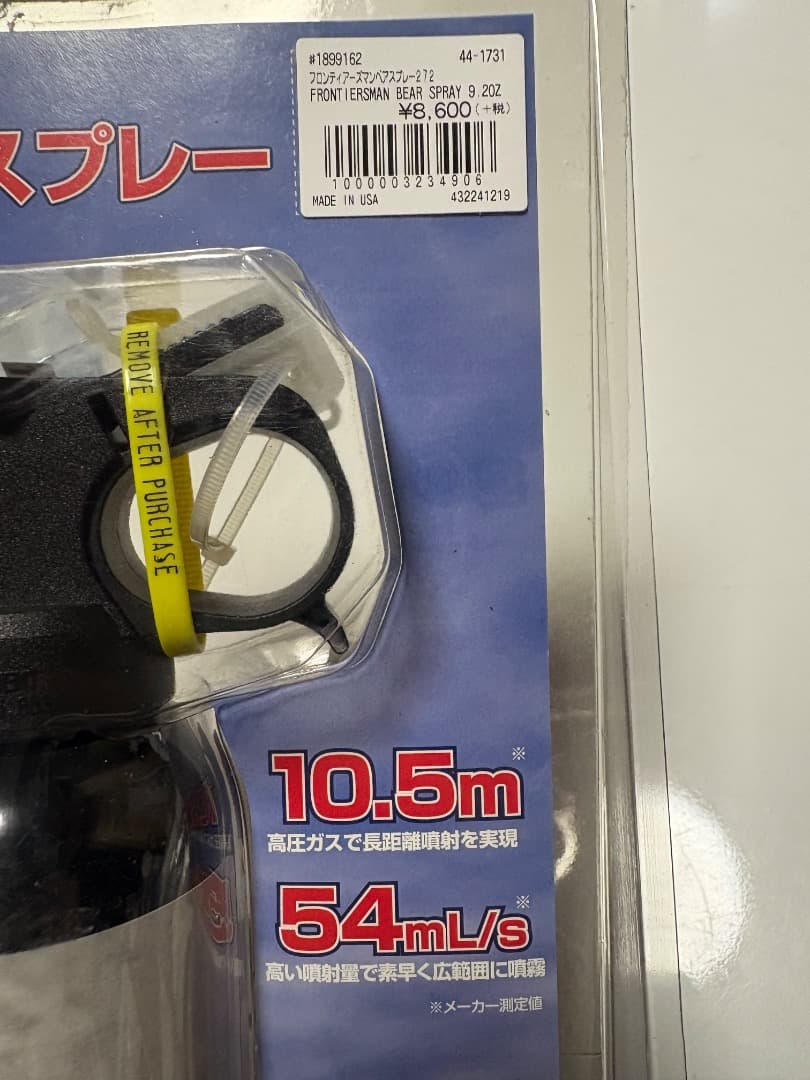 #1899162 44-1731
フロンティアーズマンベアスプレー272
FRONTIERSMAN BEAR SPRAY 9.2OZ
¥8,600(+税)
1000003234906
MADE IN USA 432241219
スプレー
REMOVE AFTER PURCHASE
10.5m※
高圧ガスで長距離噴射を実現
54mL/s※
高い噴射量で素早く広範囲に噴霧
※メーカー測定値